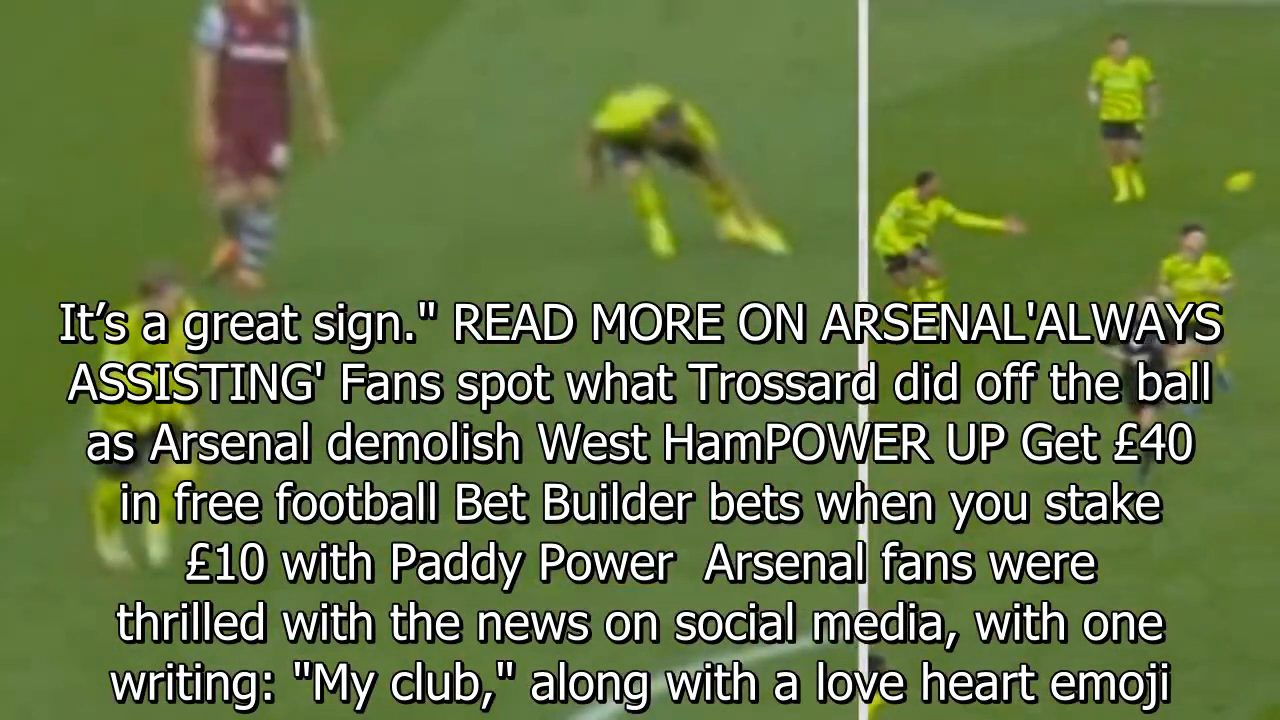 It’s a great sign." READ MORE ON ARSENAL'ALWAYS
ASSISTING' Fans spot what Trossard did off the ball
as Arsenal demolish West HamPOWER UP Get £40
in free football Bet Builder bets when you stake
£10 with Paddy Power  Arsenal fans were
thrilled with the news on social media, with one
writing: "My club," along with a love heart emoji